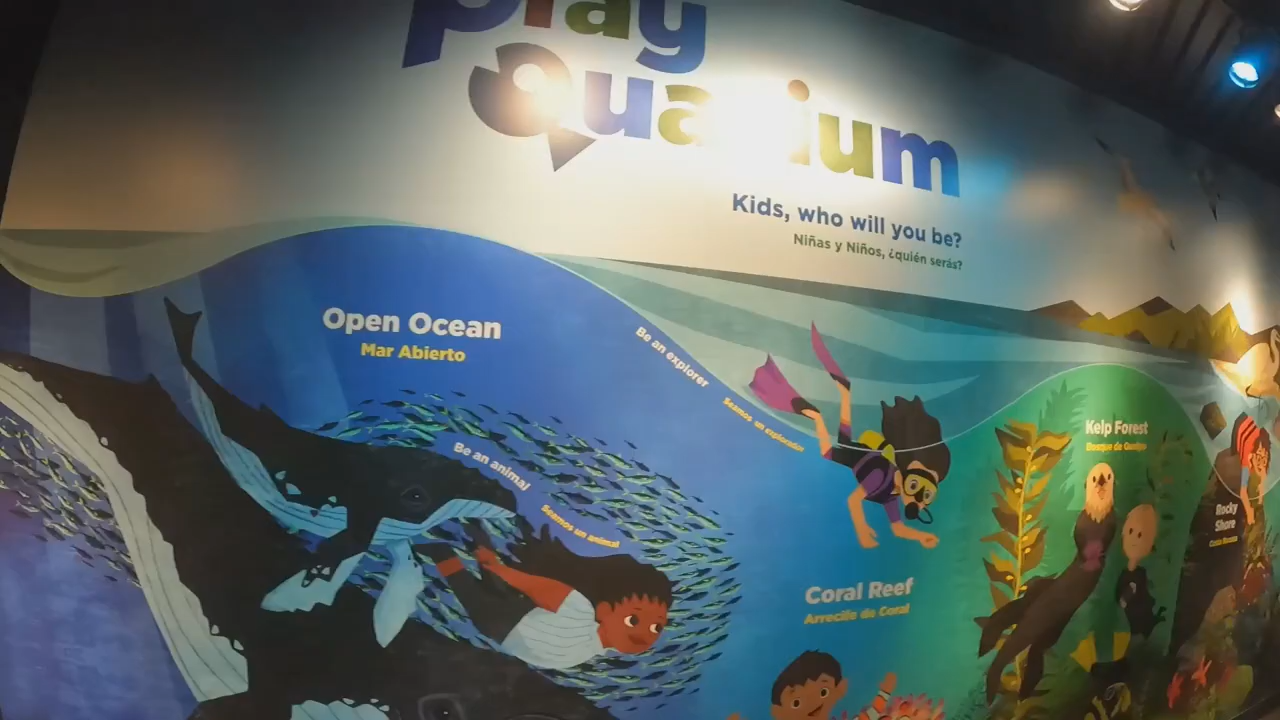 play
Quarium
Kids, who will you be?
Niñas y Niños, ¿quién serás?
Open Ocean
Mar Abierto
Be an explorer
Seamos un explorador
Be an animal
Seamos un animal
Kelp Forest
Bosque de Quelpo
Rocky
Shore
Costa Rocosa
Coral Reef
Arrecife de Coral